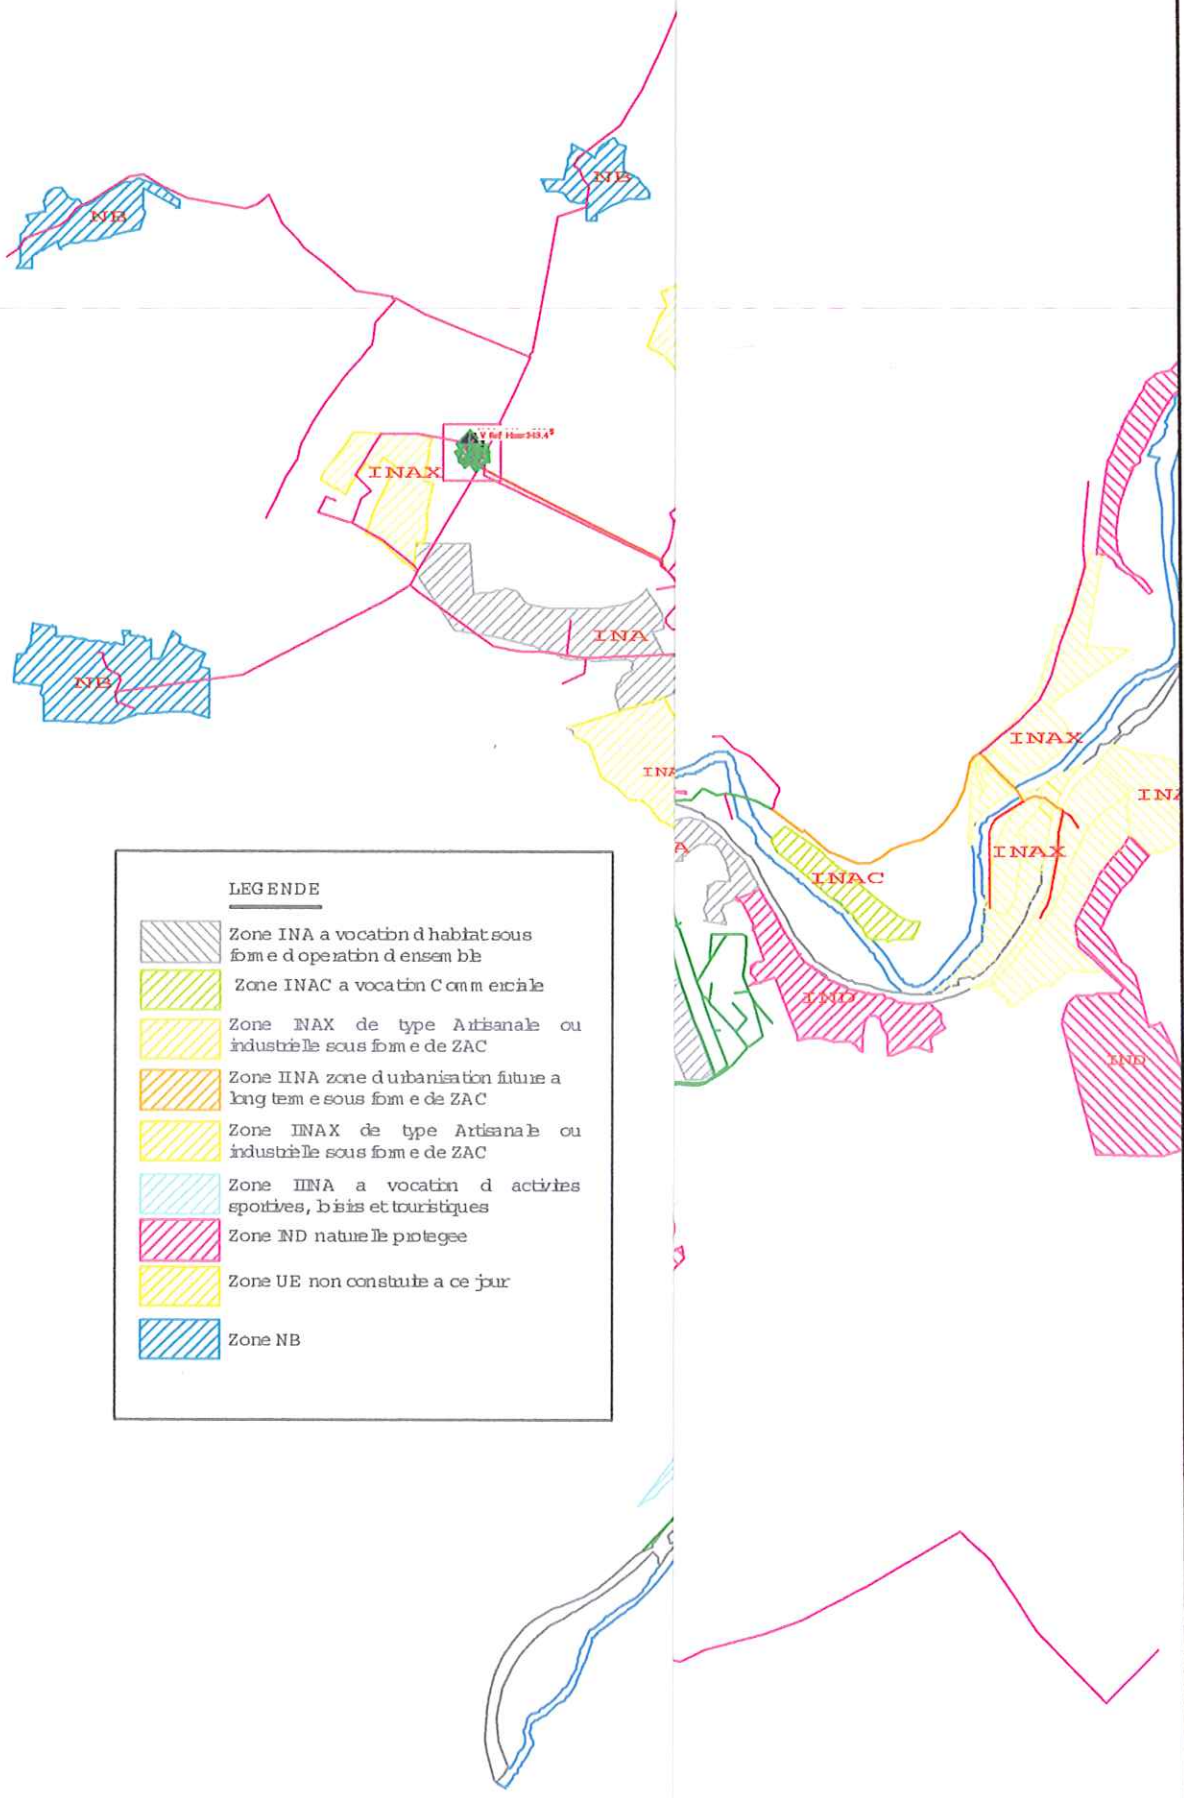 NB
NB
INAX
INA
NB
INAX
INA
INAX
INAC
A
IND
IND
LEGENDE
Zone INA a vocation d habitat sous
forme d operation d ensemble
Zone INAC a vocation Commerciale
Zone INAX de type Artisanale ou
industrielle sous forme de ZAC
Zone IINA zone d urbanisation future a
long terme sous forme de ZAC
Zone IINAX de type Artisanale ou
industrielle sous forme de ZAC
Zone IINA a vocation d activites
sportives, loisirs et touristiques
Zone IND naturelle protegee
Zone UE non construite a ce jour
Zone NB